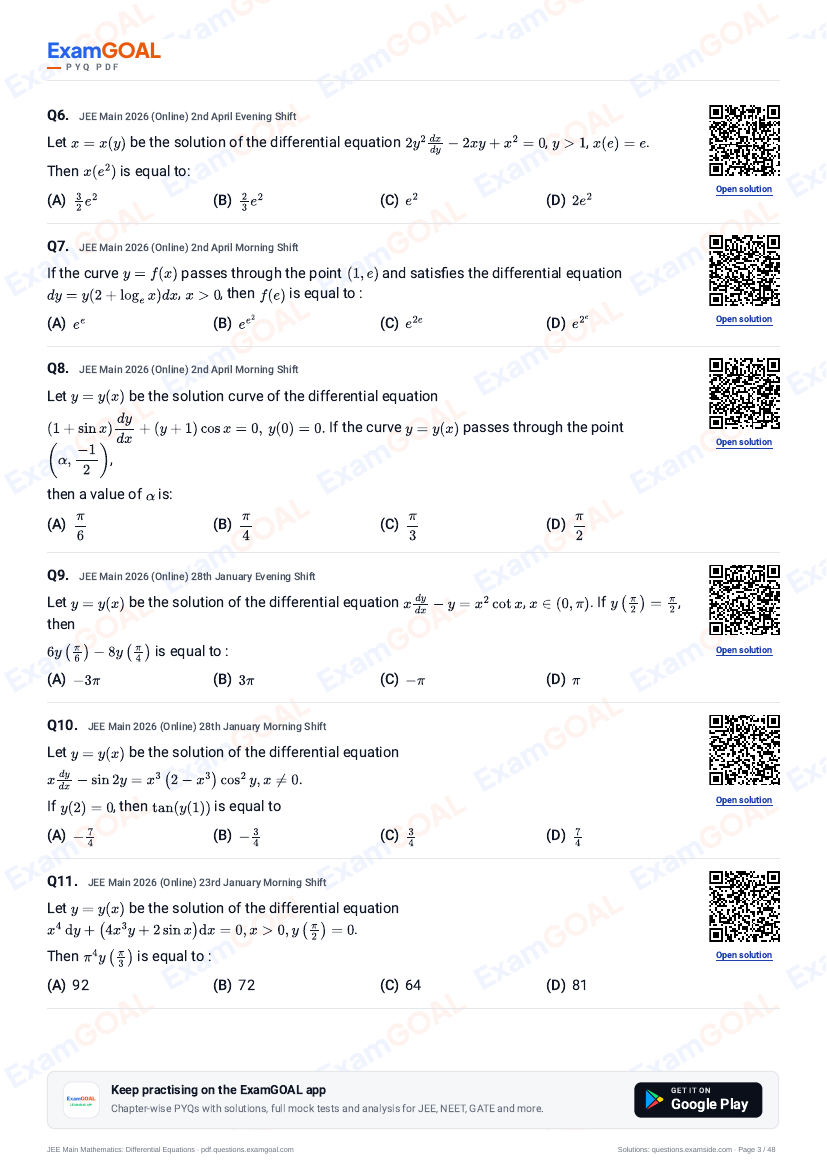 ExamGOAL
PYQ PDF
Q6. JEE Main 2026 (Online) 2nd April Evening Shift
Let x = x(y) be the solution of the differential equation 2y² dx/dy − 2xy + x² = 0, y > 1, x(e) = e.
Then x(e²) is equal to:
(A) 3/2 e² (B) 2/3 e² (C) e² (D) 2e²
Open solution
Q7. JEE Main 2026 (Online) 2nd April Morning Shift
If the curve y = f(x) passes through the point (1, e) and satisfies the differential equation
dy = y(2 + logₑ x)dx, x > 0, then f(e) is equal to :
(A) e^e (B) e^(e²) (C) e^(2e) (D) e^(2^e)
Open solution
Q8. JEE Main 2026 (Online) 2nd April Morning Shift
Let y = y(x) be the solution curve of the differential equation
(1 + sin x) dy/dx + (y + 1) cos x = 0, y(0) = 0. If the curve y = y(x) passes through the point
(α, −1/2),
then a value of α is:
(A) π/6 (B) π/4 (C) π/3 (D) π/2
Open solution
Q9. JEE Main 2026 (Online) 28th January Evening Shift
Let y = y(x) be the solution of the differential equation x dy/dx − y = x² cot x, x ∈ (0, π). If y(π/2) = π/2,
then
6y(π/6) − 8y(π/4) is equal to :
(A) −3π (B) 3π (C) −π (D) π
Open solution
Q10. JEE Main 2026 (Online) 28th January Morning Shift
Let y = y(x) be the solution of the differential equation
x dy/dx − sin 2y = x³ (2 − x³) cos² y, x ≠ 0.
If y(2) = 0, then tan(y(1)) is equal to
(A) −7/4 (B) −3/4 (C) 3/4 (D) 7/4
Open solution
Q11. JEE Main 2026 (Online) 23rd January Morning Shift
Let y = y(x) be the solution of the differential equation
x⁴ dy + (4x³y + 2 sin x)dx = 0, x > 0, y(π/2) = 0.
Then π⁴y(π/3) is equal to :
(A) 92 (B) 72 (C) 64 (D) 81
Open solution
ExamGOAL
Keep practising on the ExamGOAL app
Chapter-wise PYQs with solutions, full mock tests and analysis for JEE, NEET, GATE and more.
GET IT ON
Google Play
JEE Main Mathematics: Differential Equations · pdf.questions.examgoal.com
Solutions: questions.examside.com · Page 3 / 48